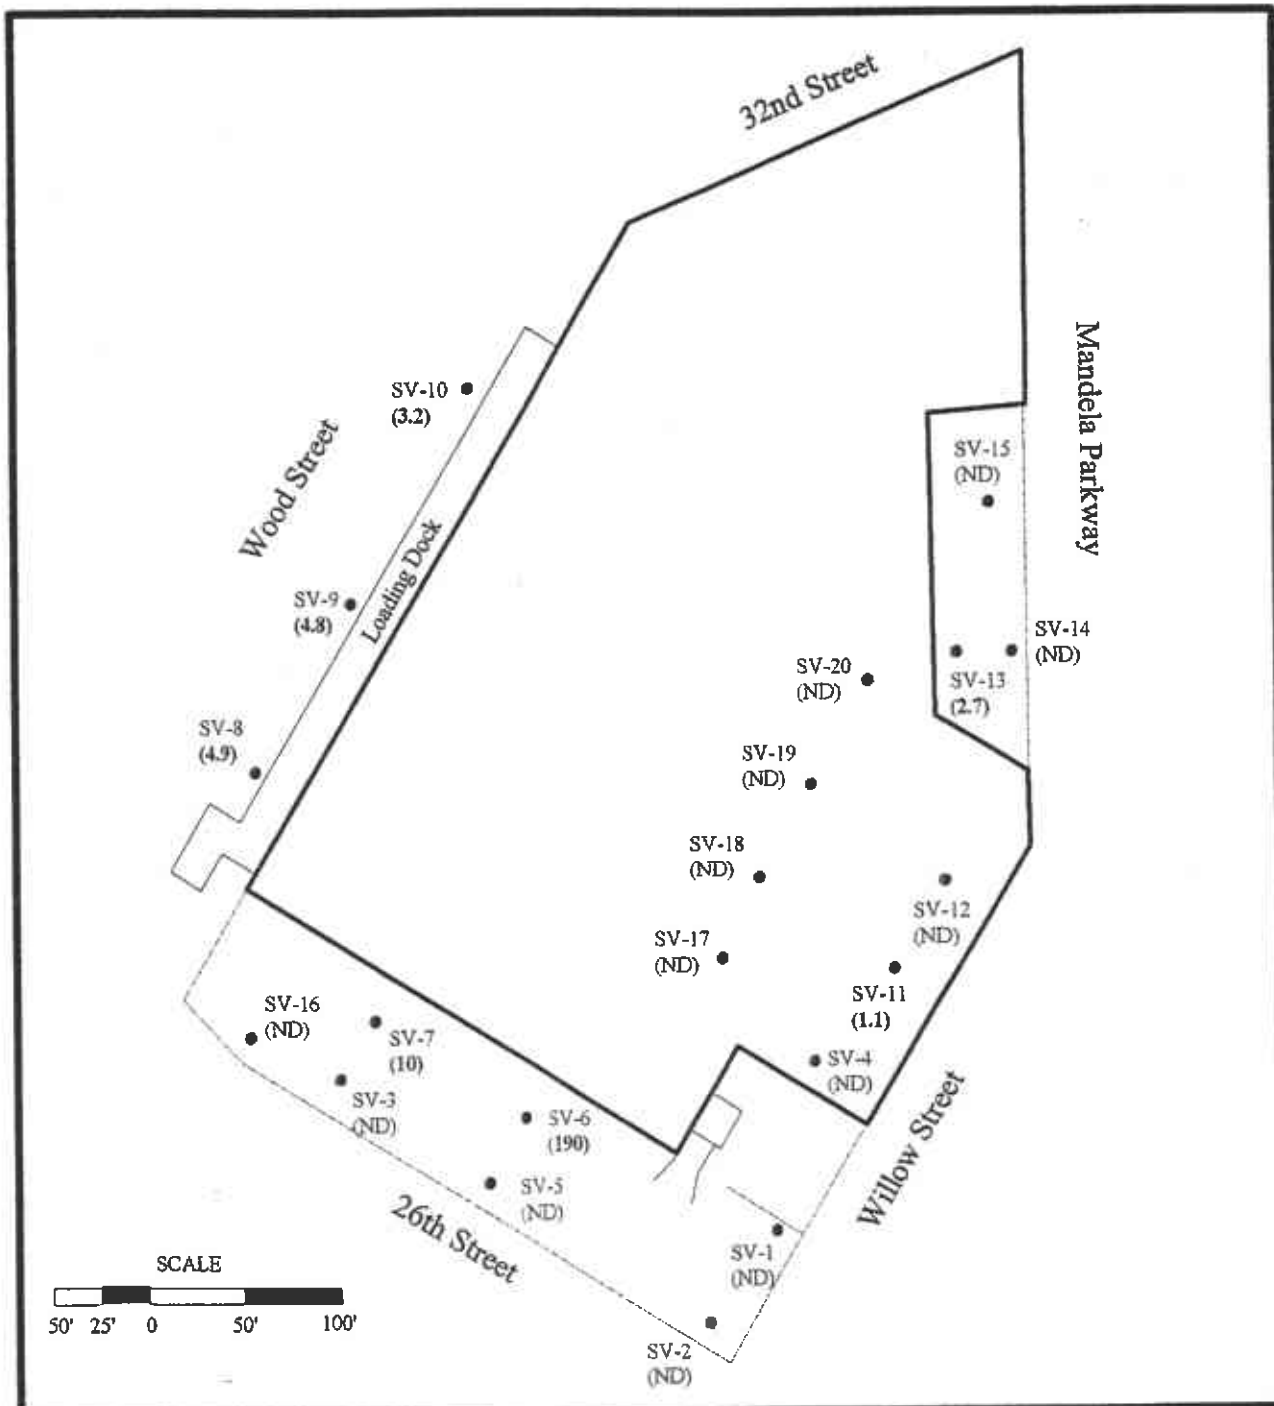 32nd Street
Mandela Parkway
SV-10
(3.2)
Wood Street
SV-15
(ND)
Loading Dock
SV-9
(4.8)
SV-14
(ND)
SV-20
(ND)
SV-13
(2.7)
SV-8
(4.9)
SV-19
(ND)
SV-18
(ND)
SV-12
(ND)
SV-17
(ND)
SV-11
(1.1)
SV-16
(ND)
SV-7
(10)
SV-4
(ND)
SV-3
(ND)
SV-6
(190)
Willow Street
SV-5
(ND)
26th Street
SV-1
(ND)
SCALE
50' 25' 0 50' 100'
SV-2
(ND)